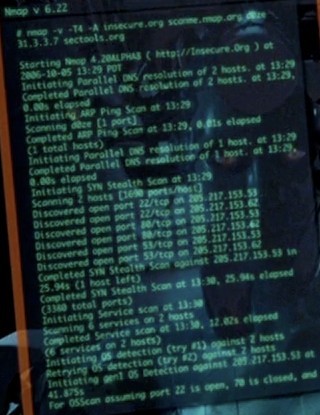 Nmap v 6.22
# nmap -v -T4 -A insecure.org scanme.nmap.org doze
31.3.3.7 sectools.org
Starting Nmap 4.20ALPHA8 ( http://Insecure.Org ) at
2006-10-05 13:29 PDT
Initiating Parallel DNS resolution of 2 hosts. at 13:29
Completed Parallel DNS resolution of 2 hosts. at 13:29,
0.00s elapsed
Initiating ARP Ping Scan at 13:29
Scanning doze [1 port]
Completed ARP Ping Scan at 13:29, 0.01s elapsed
(1 total hosts)
Initiating Parallel DNS resolution of 1 host. at 13:29
Completed Parallel DNS resolution of 1 host. at 13:29,
0.00s elapsed
Initiating SYN Stealth Scan at 13:29
Scanning 2 hosts [1690 ports/host]
Discovered open port 22/tcp on 205.217.153.53
Discovered open port 22/tcp on 205.217.153.62
Discovered open port 80/tcp on 205.217.153.53
Discovered open port 80/tcp on 205.217.153.62
Discovered open port 53/tcp on 205.217.153.53
Discovered open port 53/tcp on 205.217.153.62
Completed SYN Stealth Scan against 205.217.153.53 in
25.94s (1 host left)
Completed SYN Stealth Scan at 13:30, 25.94s elapsed
(3380 total ports)
Initiating Service scan at 13:30
Scanning 6 services on 2 hosts
Completed Service scan at 13:30, 12.02s elapsed
(6 services on 2 hosts)
Initiating OS detection (try #1) against 2 hosts
Retrying OS detection (try #2) against 2 hosts
Initiating gen1 OS Detection against 205.217.153.53 at
41.875s
For OSScan assuming port 22 is open, 70 is closed, and